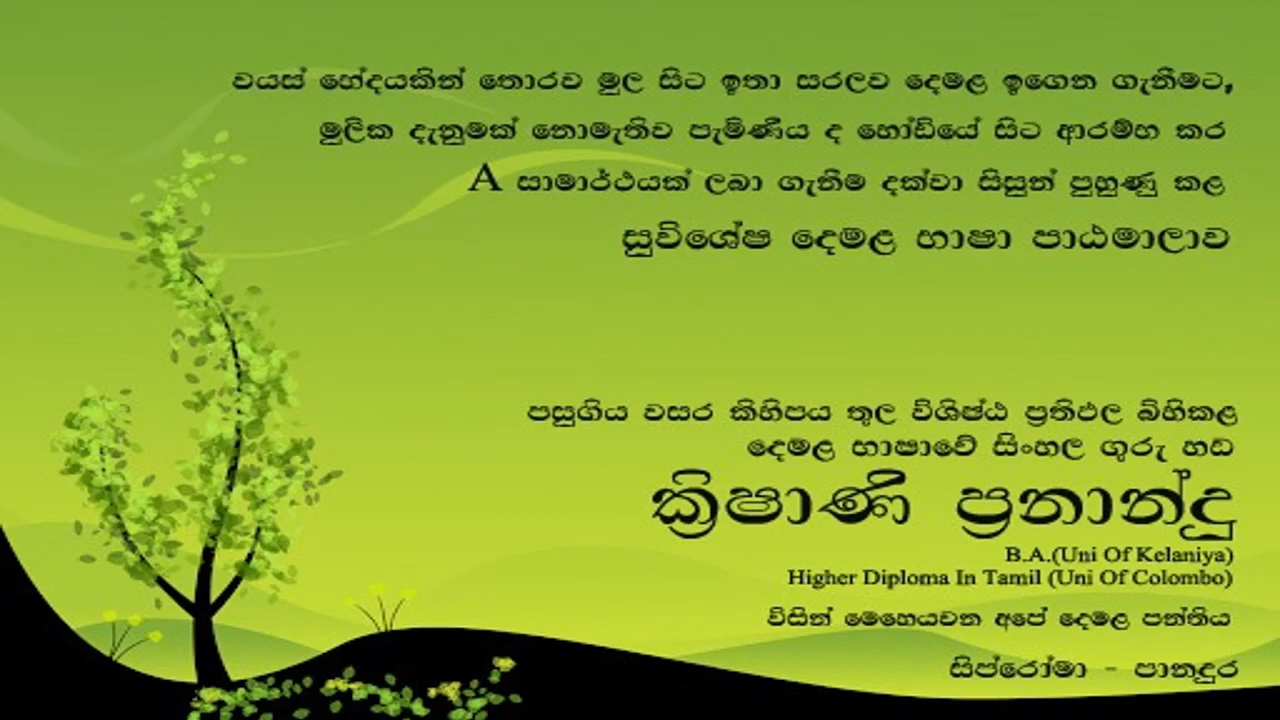 වයස් භේදයකින් තොරව මුල සිට ඉතා සරලව දෙමළ ඉගෙන ගැනීමට,
මූලික දැනුමක් නොමැතිව පැමිණිය ද හෝඩියේ සිට ආරම්භ කර
A සාමාර්ථයක් ලබා ගැනීම දක්වා සිසුන් පුහුණු කළ
සුවිශේෂ දෙමළ භාෂා පාඨමාලාව
පසුගිය වසර කිහිපය තුල විශිෂ්ඨ ප්‍රතිඵල බිහිකළ
දෙමළ භාෂාවේ සිංහල ගුරු හඬ
ක්‍රිෂාණි ප්‍රනාන්දු
B.A.(Uni Of Kelaniya)
Higher Diploma In Tamil (Uni Of Colombo)
විසින් මෙහෙයවන අපේ දෙමළ පන්තිය
සිප්රෝමා - පානදුර